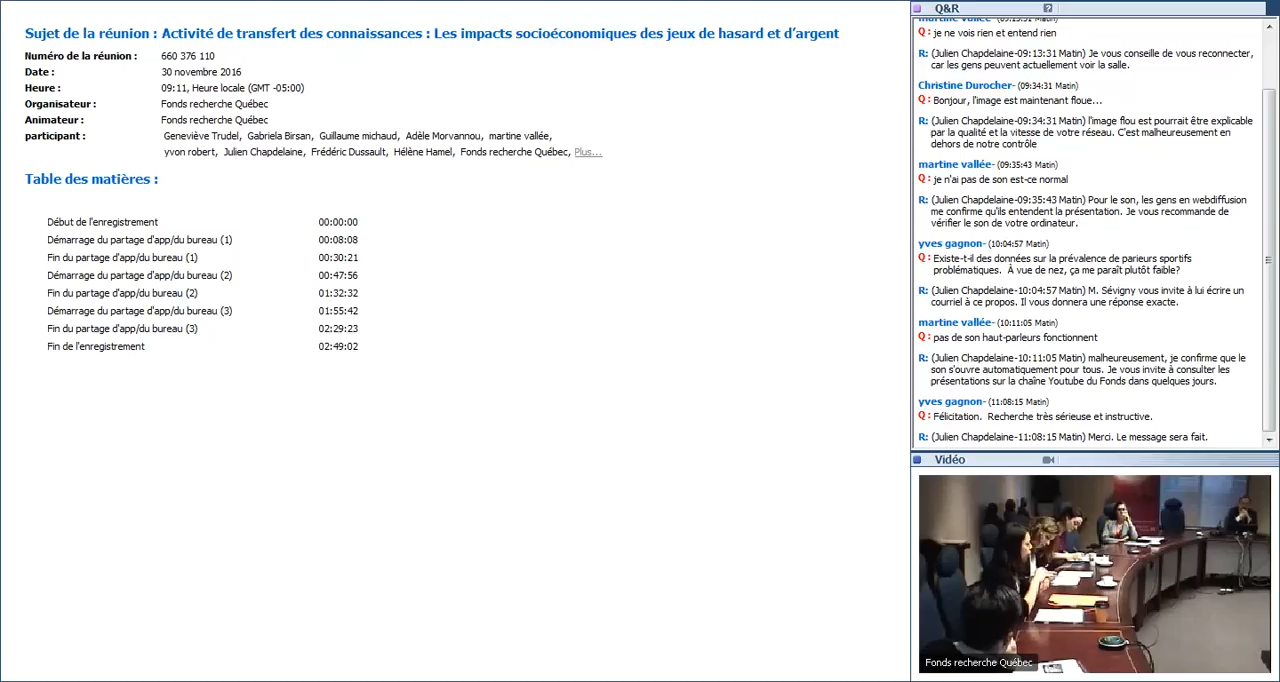 Sujet de la réunion : Activité de transfert des connaissances : Les impacts socioéconomiques des jeux de hasard et d’argent
Numéro de la réunion : 660 376 110
Date : 30 novembre 2016
Heure : 09:11, Heure locale (GMT -05:00)
Organisateur : Fonds recherche Québec
Animateur : Fonds recherche Québec
participant : Geneviève Trudel, Gabriela Birsan, Guillaume michaud, Adèle Morvannou, martine vallée,
yvon robert, Julien Chapdelaine, Frédéric Dussault, Hélène Hamel, Fonds recherche Québec, Plus...
Table des matières :
Début de l'enregistrement 00:00:00
Démarrage du partage d'app/du bureau (1) 00:08:08
Fin du partage d'app/du bureau (1) 00:30:21
Démarrage du partage d'app/du bureau (2) 00:47:56
Fin du partage d'app/du bureau (2) 01:32:32
Démarrage du partage d'app/du bureau (3) 01:55:42
Fin du partage d'app/du bureau (3) 02:29:23
Fin de l'enregistrement 02:49:02
Q&R
martine vallée- (09:13:31 Matin)
Q : je ne vois rien et entend rien
R: (Julien Chapdelaine-09:13:31 Matin) Je vous conseille de vous reconnecter,
car les gens peuvent actuellement voir la salle.
Christine Durocher- (09:34:31 Matin)
Q : Bonjour, l'image est maintenant floue...
R: (Julien Chapdelaine-09:34:31 Matin) l'image flou est pourrait être explicable
par la qualité et la vitesse de votre réseau. C'est malheureusement en
dehors de notre contrôle
martine vallée- (09:35:43 Matin)
Q : je n'ai pas de son est-ce normal
R: (Julien Chapdelaine-09:35:43 Matin) Pour le son, les gens en webdiffusion
me confirme qu'ils entendent la présentation. Je vous recommande de
vérifier le son de votre ordinateur.
yves gagnon- (10:04:57 Matin)
Q : Existe-t-il des données sur la prévalence de parieurs sportifs
problématiques. À vue de nez, ça me paraît plutôt faible?
R: (Julien Chapdelaine-10:04:57 Matin) M. Sévigny vous invite à lui écrire un
courriel à ce propos. Il vous donnera une réponse exacte.
martine vallée- (10:11:05 Matin)
Q : pas de son haut-parleurs fonctionnent
R: (Julien Chapdelaine-10:11:05 Matin) malheureusement, je confirme que le
son s'ouvre automatiquement pour tous. Je vous invite à consulter les
présentations sur la chaîne Youtube du Fonds dans quelques jours.
yves gagnon- (11:08:15 Matin)
Q : Félicitation. Recherche très sérieuse et instructive.
R: (Julien Chapdelaine-11:08:15 Matin) Merci. Le message sera fait.
Vidéo
Fonds recherche Québec